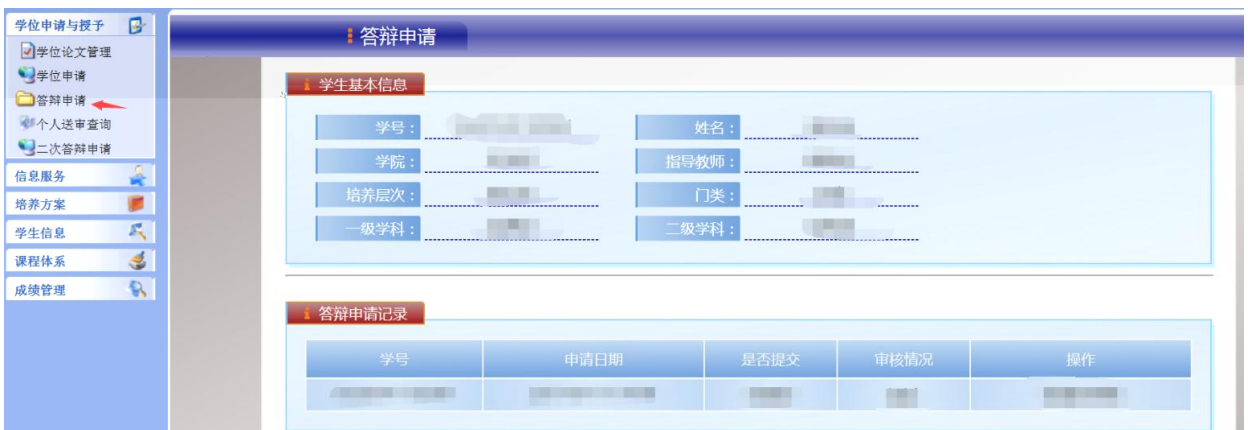 学位申请与授予
学位论文管理
学位申请
答辩申请
个人送审查询
二次答辩申请
信息服务
培养方案
学生信息
课程体系
成绩管理
答辩申请
学生基本信息
学号： 姓名：
学院： 指导教师：
培养层次： 门类：
一级学科： 二级学科：
答辩申请记录
学号 申请日期 是否提交 审核情况 操作